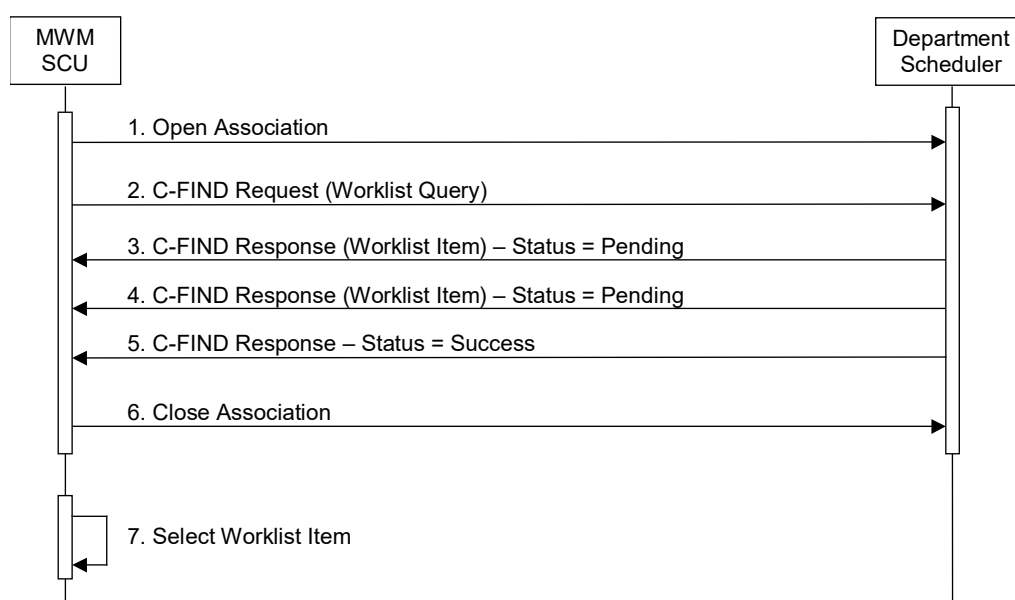 MWM
SCU
Department
Scheduler
1. Open Association
2. C-FIND Request (Worklist Query)
3. C-FIND Response (Worklist Item) – Status = Pending
4. C-FIND Response (Worklist Item) – Status = Pending
5. C-FIND Response – Status = Success
6. Close Association
7. Select Worklist Item